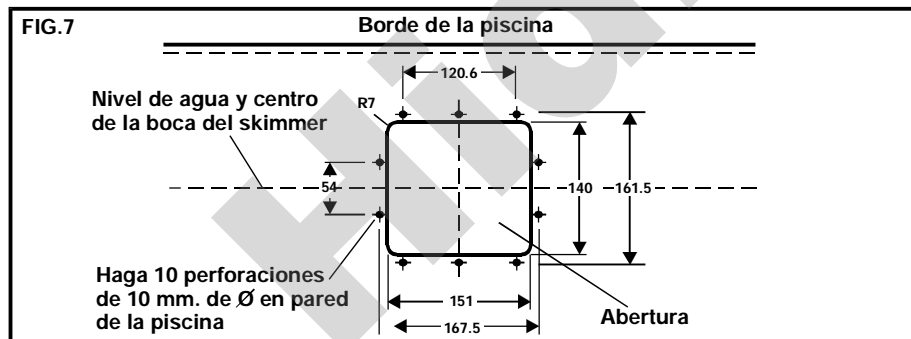 FIG.7
Borde de la piscina
120.6
Nivel de agua y centro
de la boca del skimmer
R7
54
140
161.5
Haga 10 perforaciones
de 10 mm. de Ø en pared
de la piscina
151
167.5
Abertura